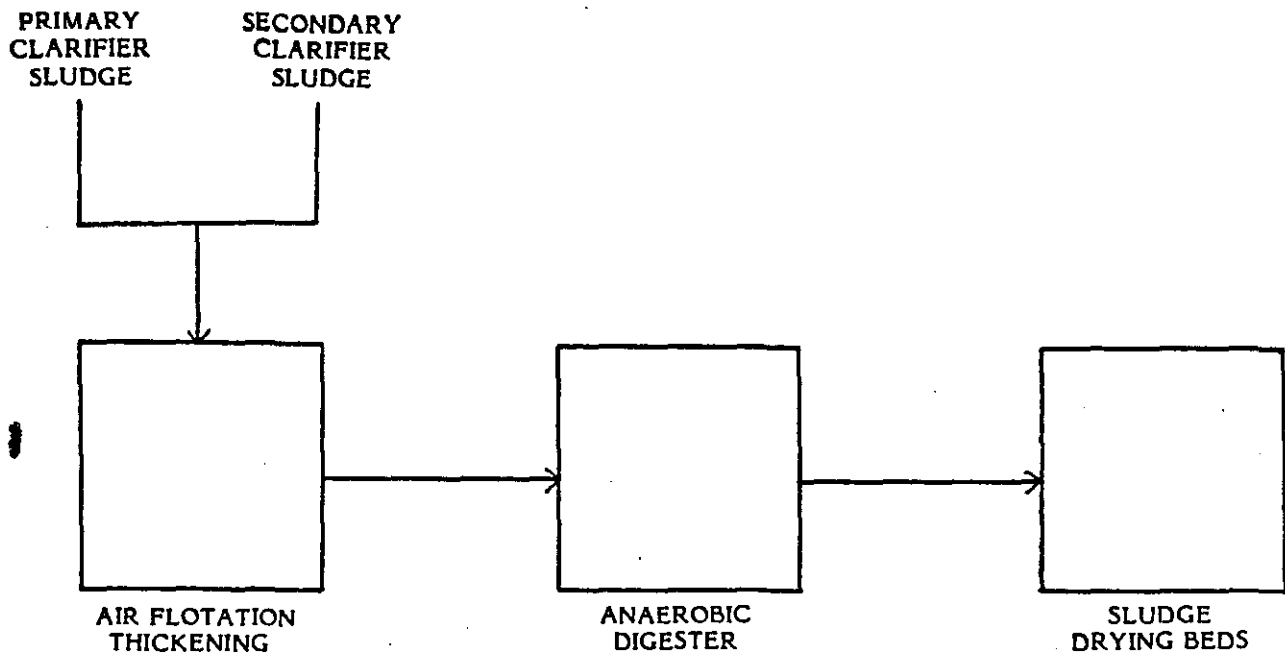 PRIMARY
CLARIFIER
SLUDGE
SECONDARY
CLARIFIER
SLUDGE
AIR FLOTATION
THICKENING
ANAEROBIC
DIGESTER
SLUDGE
DRYING BEDS